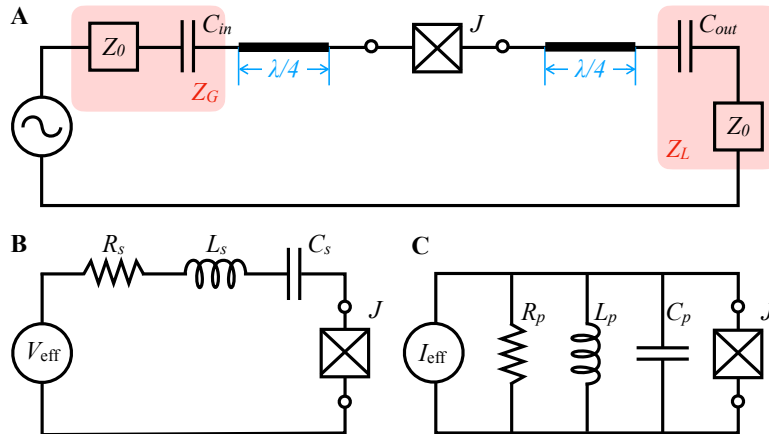 A
Z0
Cin
ZG
λ/4
J
λ/4
Cout
Z0
ZL
B
Rs
Ls
Cs
J
Veff
C
Ieff
Rp
Lp
Cp
J